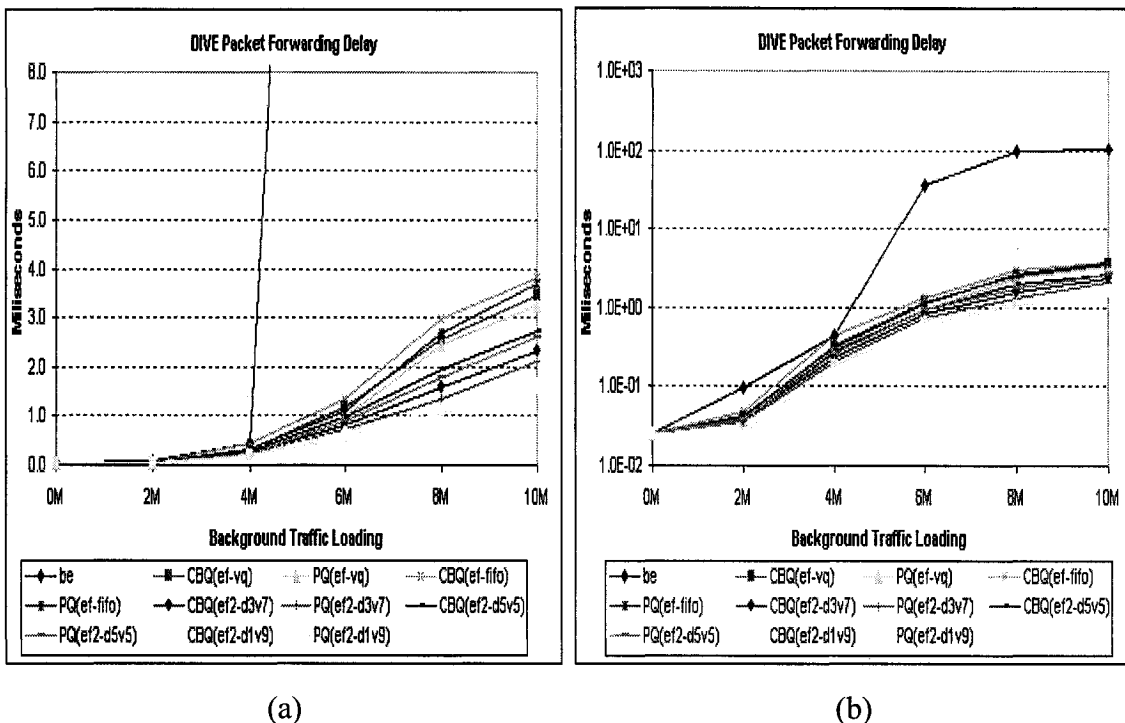 DIVE Packet Forwarding Delay
8.0
7.0
6.0
5.0
4.0
3.0
2.0
1.0
0.0
Miliseconds
0M 2M 4M 6M 8M 10M
Background Traffic Loading
be CBQ(ef-vq) PQ(ef-vq) CBQ(ef-fifo)
PQ(ef-fifo) CBQ(ef2-d3v7) PQ(ef2-d3v7) CBQ(ef2-d5v5)
PQ(ef2-d5v5) CBQ(ef2-d1v9) PQ(ef2-d1v9)
(a)
DIVE Packet Forwarding Delay
1.0E+03
1.0E+02
1.0E+01
1.0E+00
1.0E-01
1.0E-02
Milliseconds
0M 2M 4M 6M 8M 10M
Background Traffic Loading
be CBQ(ef-vq) PQ(ef-vq) CBQ(ef-fifo)
PQ(ef-fifo) CBQ(ef2-d3v7) PQ(ef2-d3v7) CBQ(ef2-d5v5)
PQ(ef2-d5v5) CBQ(ef2-d1v9) PQ(ef2-d1v9)
(b)